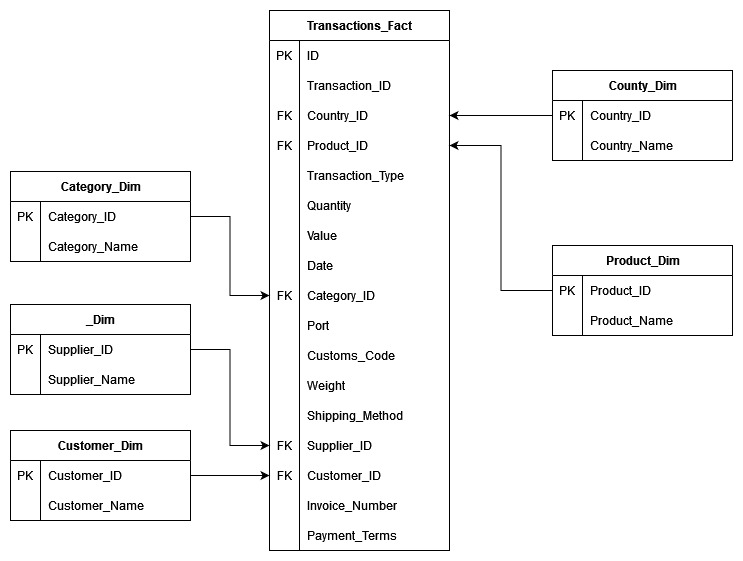 Transactions_Fact
PK ID
Transaction_ID
FK Country_ID
FK Product_ID
Transaction_Type
Quantity
Value
Date
FK Category_ID
Port
Customs_Code
Weight
Shipping_Method
FK Supplier_ID
FK Customer_ID
Invoice_Number
Payment_Terms
County_Dim
PK Country_ID
Country_Name
Category_Dim
PK Category_ID
Category_Name
Product_Dim
PK Product_ID
Product_Name
_Dim
PK Supplier_ID
Supplier_Name
Customer_Dim
PK Customer_ID
Customer_Name